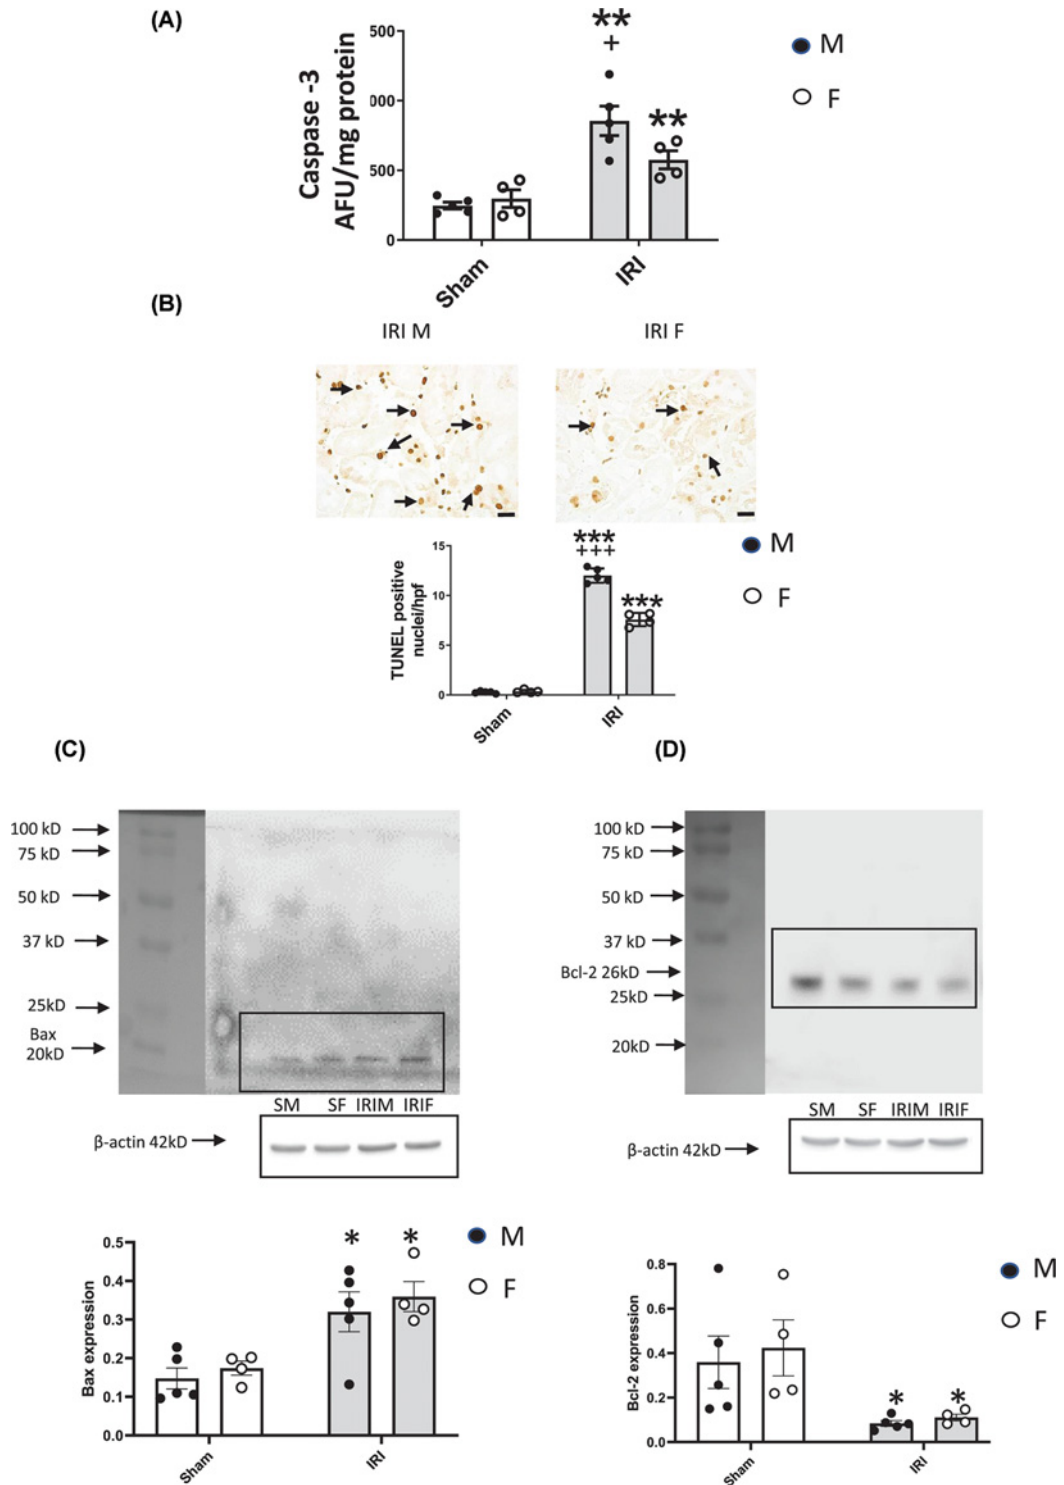 (A)
Caspase -3
AFU/mg protein
500
000
500
0
**
+
**
M
F
Sham
IRI
(B)
IRI M
IRI F
TUNEL positive
nuclei/hpf
15
10
5
0
***
+++
***
M
F
Sham
IRI
(C)
100 kD
75 kD
50 kD
37 kD
25kD
Bax
20kD
SM SF IRIM IRIF
β-actin 42kD
Bax expression
0.5
0.4
0.3
0.2
0.1
0.0
*
*
M
F
Sham
IRI
(D)
100 kD
75 kD
50 kD
37 kD
Bcl-2 26kD
25kD
20kD
SM SF IRIM IRIF
β-actin 42kD
Bcl-2 expression
0.8
0.6
0.4
0.2
0.0
*
*
M
F
Sham
IRI